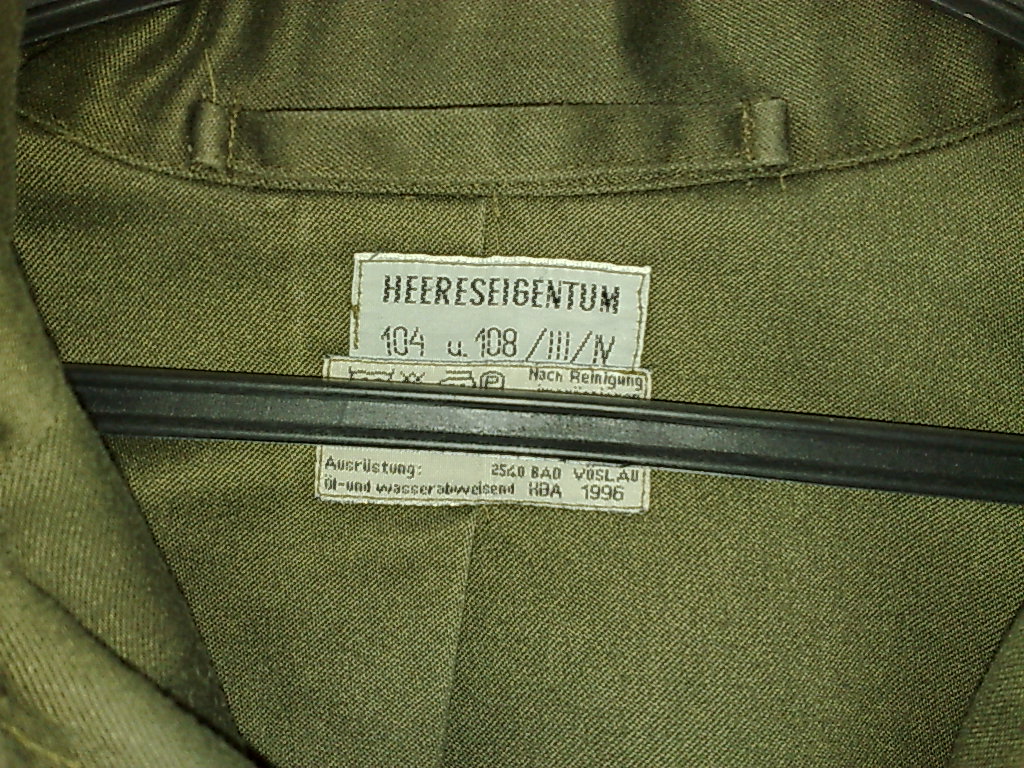 HEERESEIGENTUM
104 u. 108 /III/IV
P Nach Reinigung
Ausrüstung: 2540 BAD VÖSLAU
Öl-und wasserabweisend HBA 1996